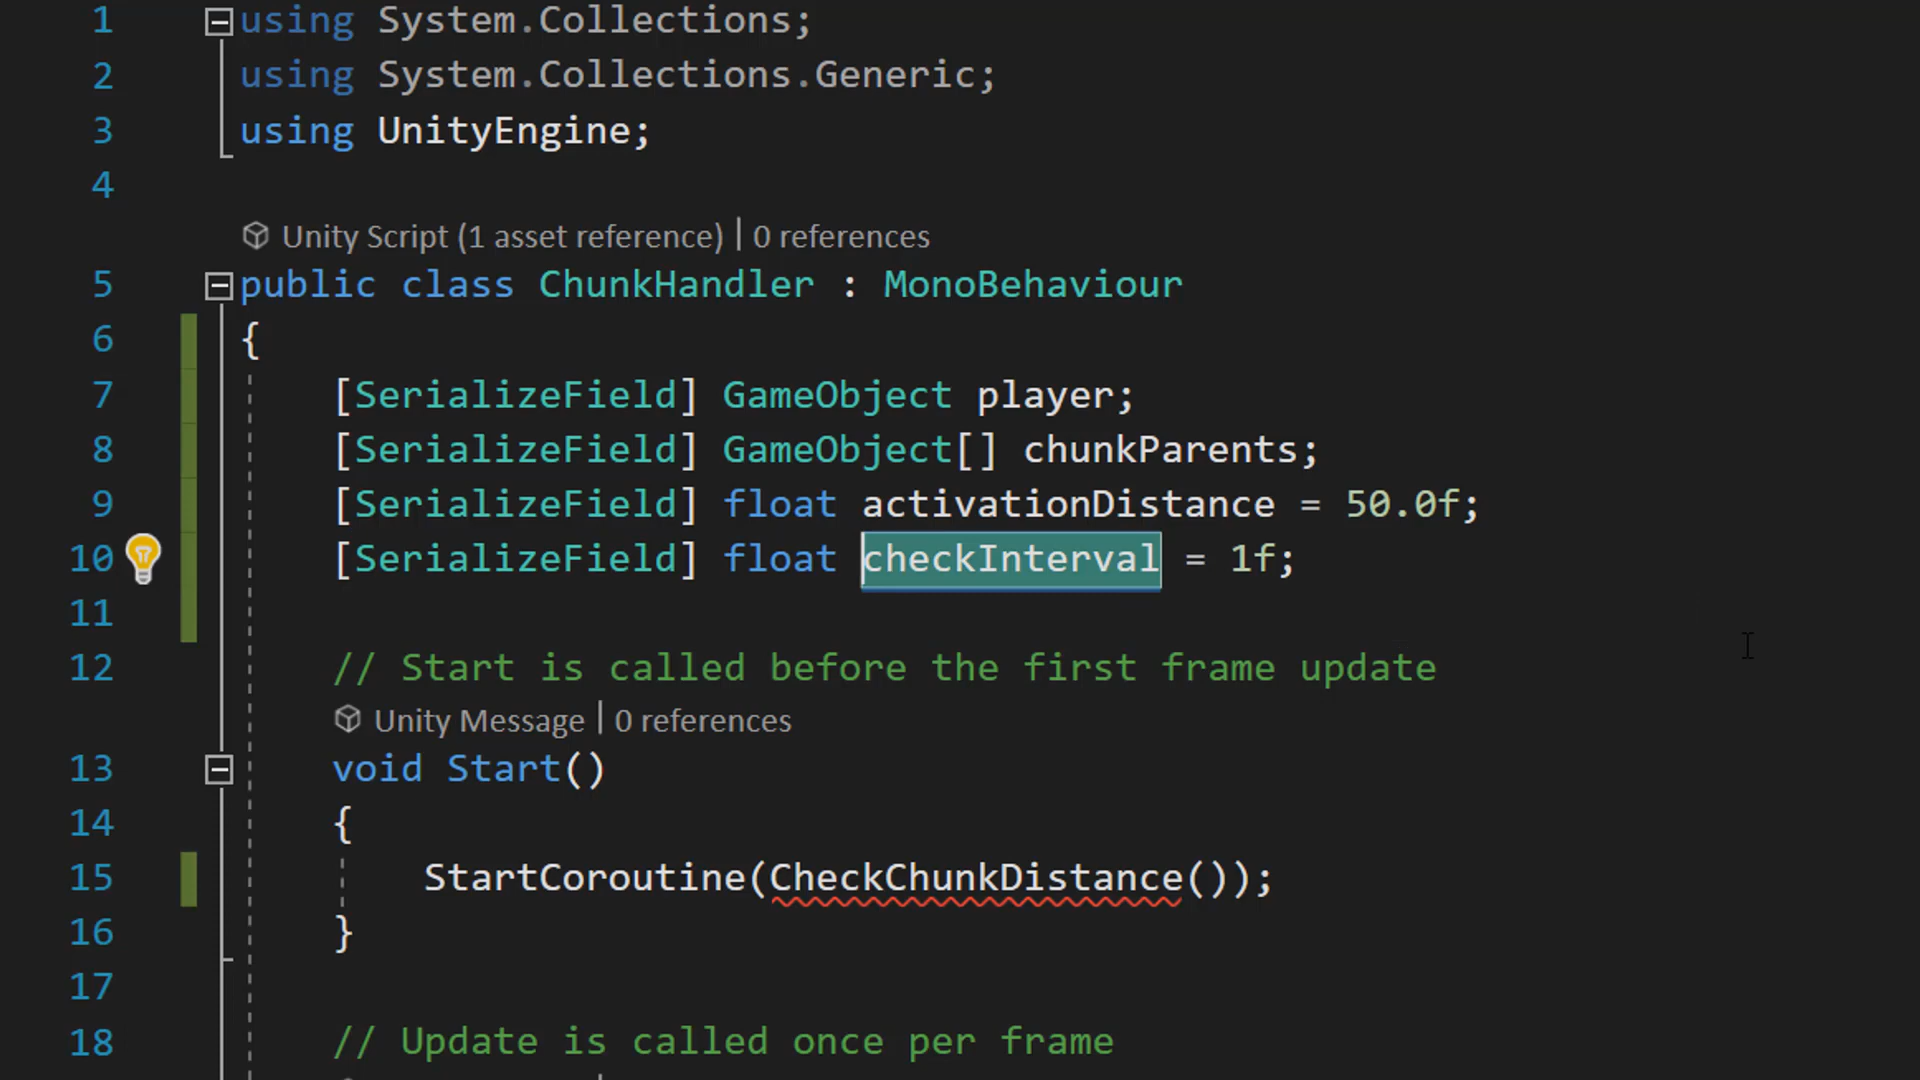 1 using System.Collections;
2 using System.Collections.Generic;
3 using UnityEngine;
4
Unity Script (1 asset reference) | 0 references
5 public class ChunkHandler : MonoBehaviour
6 {
7 [SerializeField] GameObject player;
8 [SerializeField] GameObject[] chunkParents;
9 [SerializeField] float activationDistance = 50.0f;
10 [SerializeField] float checkInterval = 1f;
11
12 // Start is called before the first frame update
Unity Message | 0 references
13 void Start()
14 {
15 StartCoroutine(CheckChunkDistance());
16 }
17
18 // Update is called once per frame